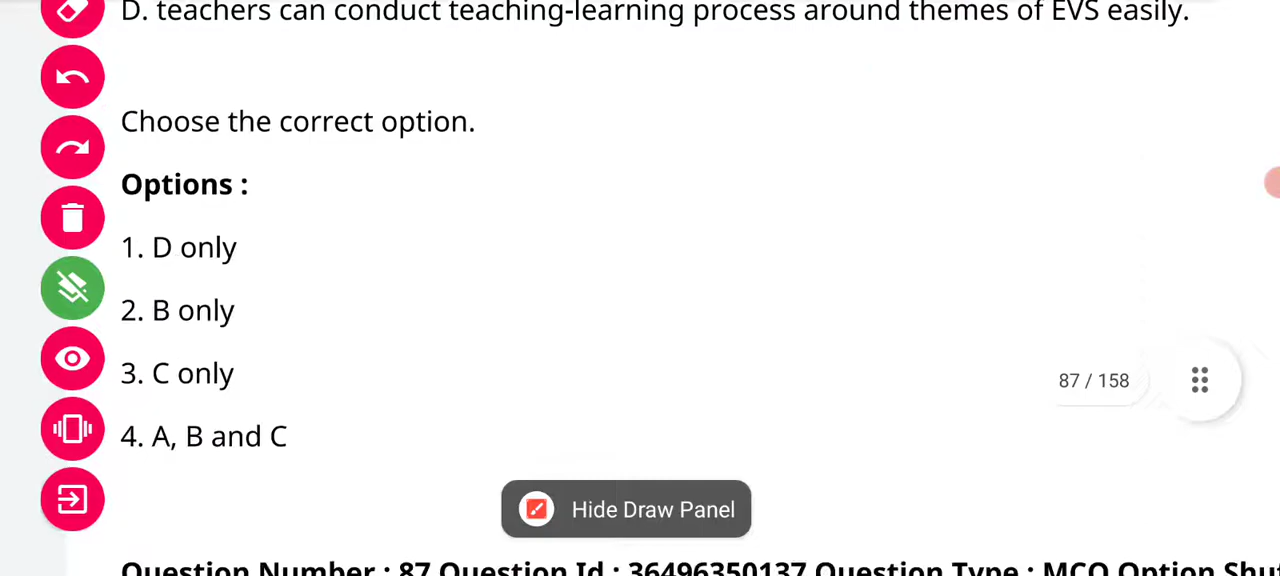 D. teachers can conduct teaching-learning process around themes of EVS easily.
Choose the correct option.
Options :
1. D only
2. B only
3. C only
87 / 158
4. A, B and C
Hide Draw Panel
Question Number : 87 Question Id : 36496350137 Question Type : MCQ Option Shu